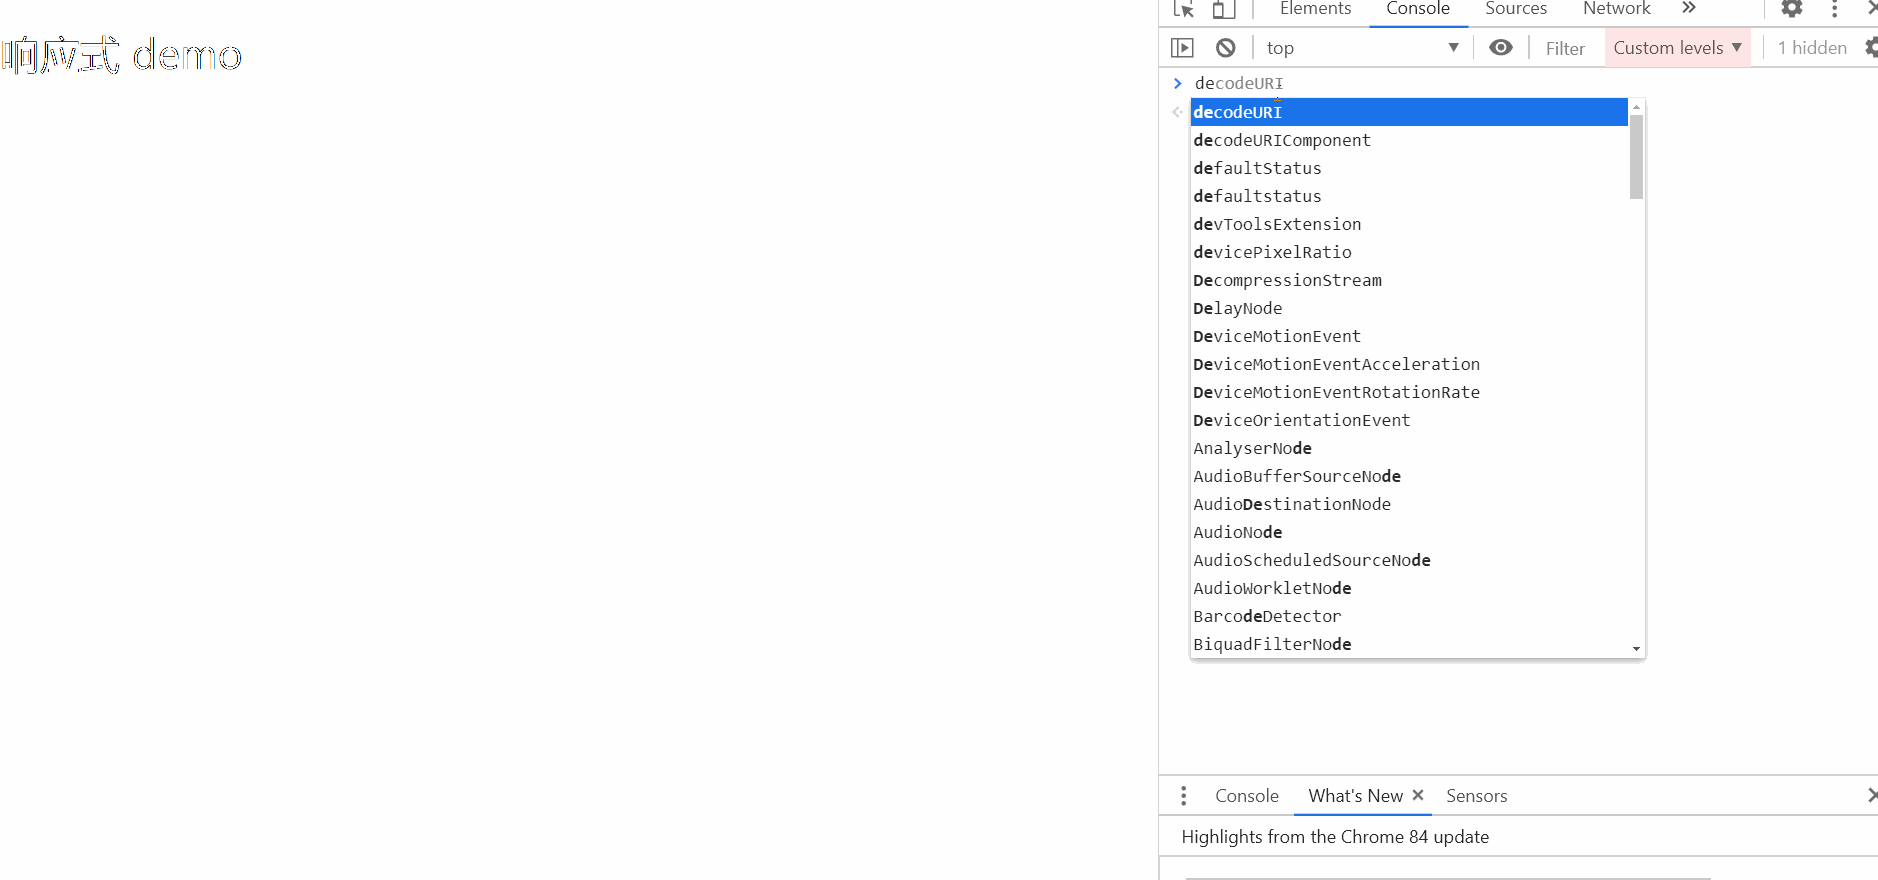 响应式 demo
Elements Console Sources Network »
top Filter Custom levels 1 hidden
decodeURI
decodeURI
decodeURIComponent
defaultStatus
defaultstatus
devToolsExtension
devicePixelRatio
DecompressionStream
DelayNode
DeviceMotionEvent
DeviceMotionEventAcceleration
DeviceMotionEventRotationRate
DeviceOrientationEvent
AnalyserNode
AudioBufferSourceNode
AudioDestinationNode
AudioNode
AudioScheduledSourceNode
AudioWorkletNode
BarcodeDetector
BiquadFilterNode
Console What's New Sensors
Highlights from the Chrome 84 update